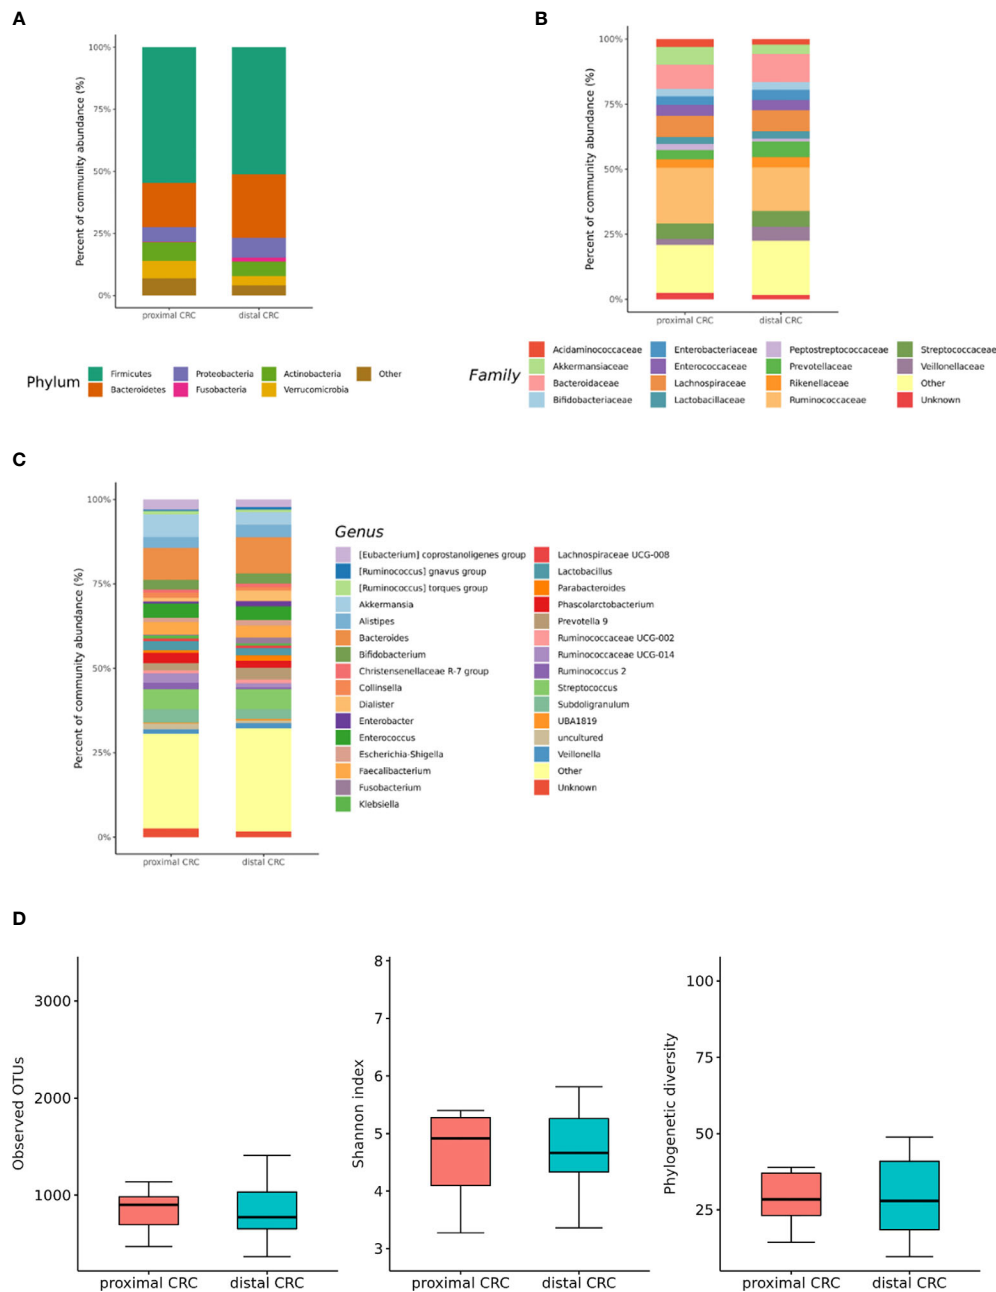 A
Percent of community abundance (%)
100%
75%
50%
25%
0%
proximal CRC
distal CRC
Phylum
Firmicutes
Bacteroidetes
Proteobacteria
Fusobacteria
Actinobacteria
Verrucomicrobia
Other
B
Percent of community abundance (%)
100%
75%
50%
25%
0%
proximal CRC
distal CRC
Family
Acidaminococcaceae
Akkermansiaceae
Bacteroidaceae
Bifidobacteriaceae
Enterobacteriaceae
Enterococcaceae
Lachnospiraceae
Lactobacillaceae
Peptostreptococcaceae
Prevotellaceae
Rikenellaceae
Ruminococcaceae
Streptococcaceae
Veillonellaceae
Other
Unknown
C
Percent of community abundance (%)
100%
75%
50%
25%
0%
proximal CRC
distal CRC
Genus
[Eubacterium] coprostanoligenes group
[Ruminococcus] gnavus group
[Ruminococcus] torques group
Akkermansia
Alistipes
Bacteroides
Bifidobacterium
Christensenellaceae R-7 group
Collinsella
Dialister
Enterobacter
Enterococcus
Escherichia-Shigella
Faecalibacterium
Fusobacterium
Klebsiella
Lachnospiraceae UCG-008
Lactobacillus
Parabacteroides
Phascolarctobacterium
Prevotella 9
Ruminococcaceae UCG-002
Ruminococcaceae UCG-014
Ruminococcus 2
Streptococcus
Subdoligranulum
UBA1819
uncultured
Veillonella
Other
Unknown
D
Observed OTUs
3000
2000
1000
proximal CRC
distal CRC
Shannon index
8
7
6
5
4
3
proximal CRC
distal CRC
Phylogenetic diversity
100
75
50
25
proximal CRC
distal CRC